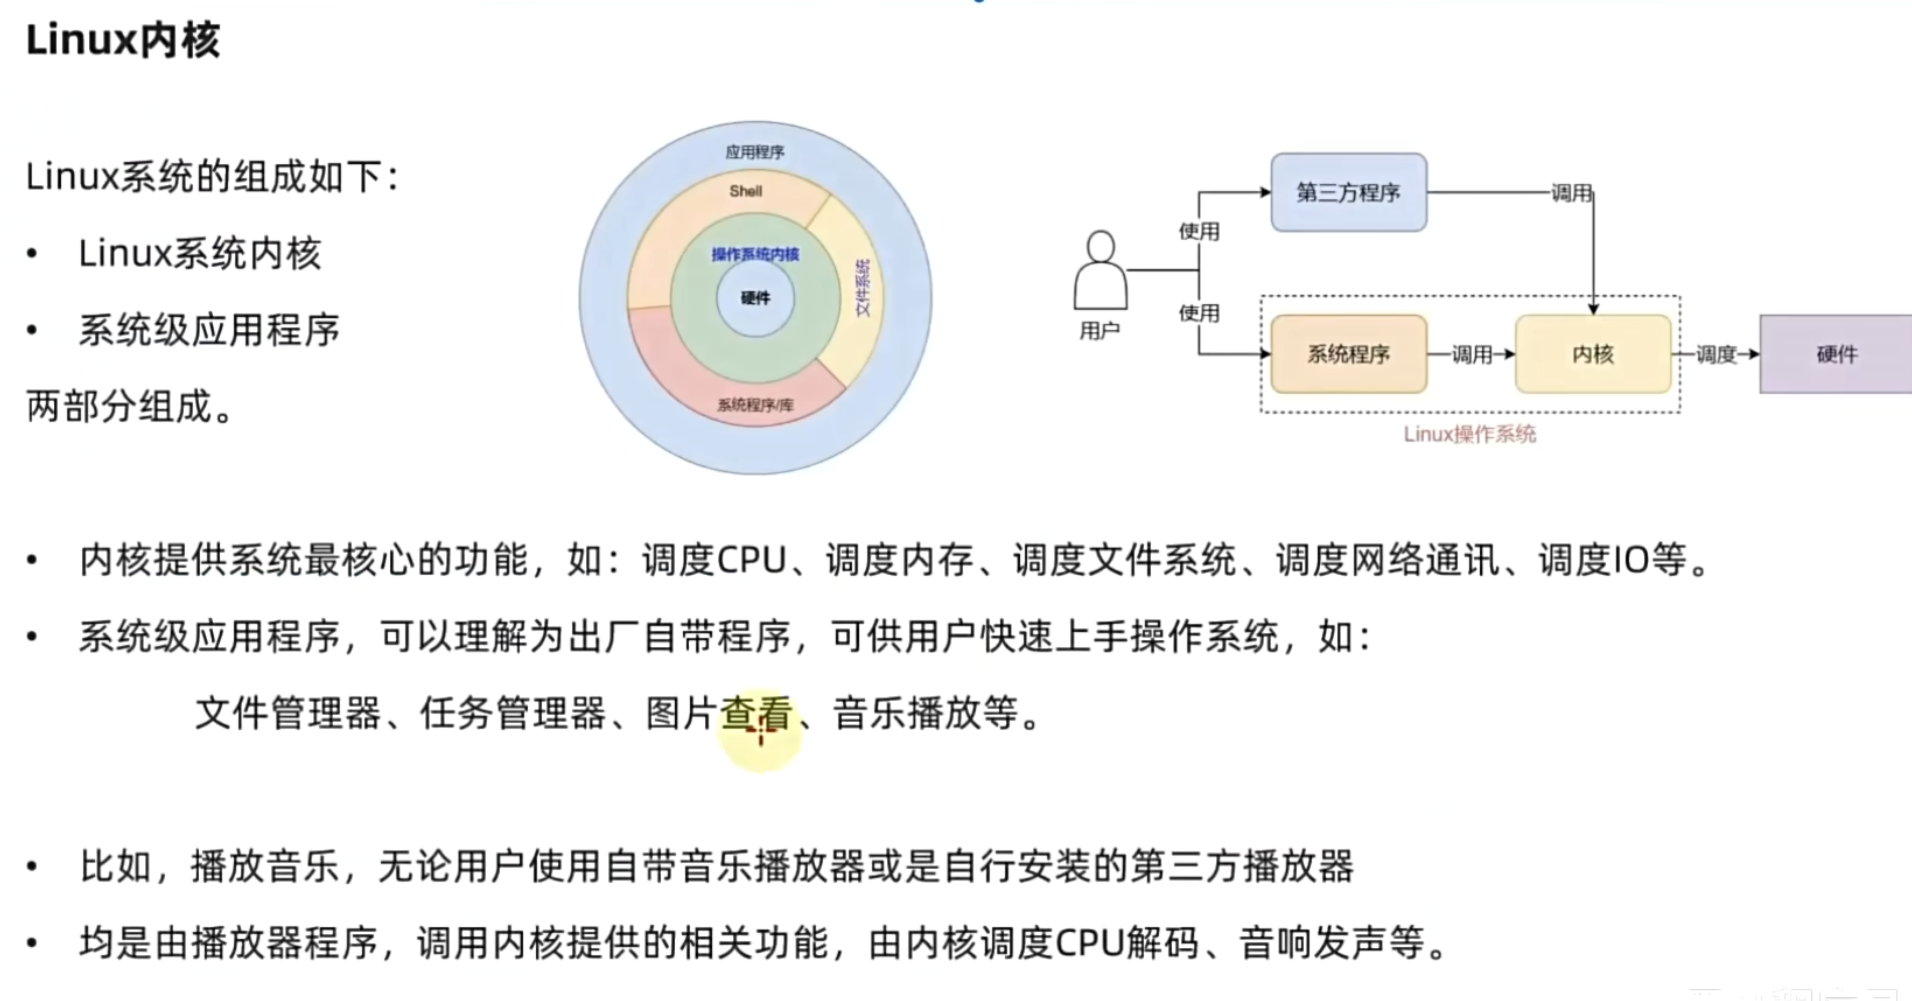 Linux内核
Linux系统的组成如下：
• Linux系统内核
• 系统级应用程序
两部分组成。
应用程序
Shell
操作系统内核
硬件
文件系统
系统程序/库
第三方程序
调用
使用
用户
使用
系统程序
调用
内核
调度
硬件
Linux操作系统
• 内核提供系统最核心的功能，如：调度CPU、调度内存、调度文件系统、调度网络通讯、调度IO等。
• 系统级应用程序，可以理解为出厂自带程序，可供用户快速上手操作系统，如：
文件管理器、任务管理器、图片查看、音乐播放等。
• 比如，播放音乐，无论用户使用自带音乐播放器或是自行安装的第三方播放器
• 均是由播放器程序，调用内核提供的相关功能，由内核调度CPU解码、音响发声等。